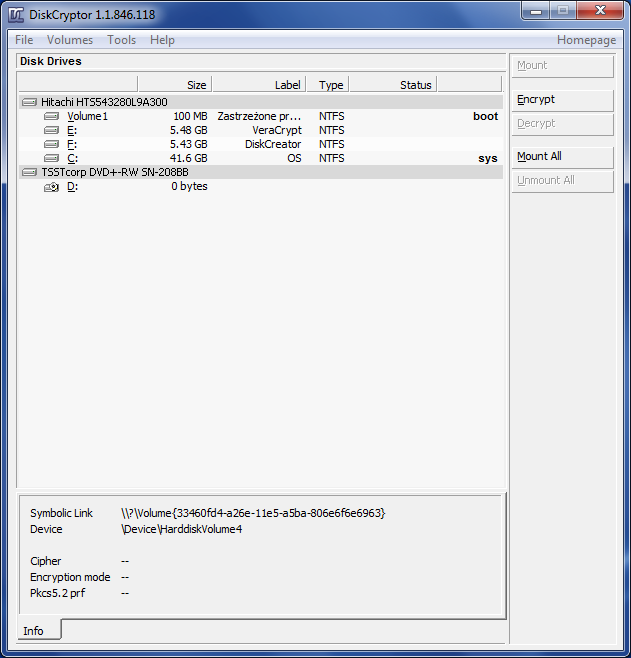 DiskCryptor 1.1.846.118
File Volumes Tools Help Homepage
Disk Drives
Size Label Type Status
Hitachi HTS543280L9A300
Volume1 100 MB Zastrzeżone pr... NTFS boot
E: 5.48 GB VeraCrypt NTFS
F: 5.43 GB DiskCreator NTFS
C: 41.6 GB OS NTFS sys
TSSTcorp DVD+-RW SN-208BB
D: 0 bytes
Mount
Encrypt
Decrypt
Mount All
Unmount All
Symbolic Link \\?\Volume{33460fd4-a26e-11e5-a5ba-806e6f6e6963}
Device \Device\HarddiskVolume4
Cipher --
Encryption mode --
Pkcs5.2 prf --
Info